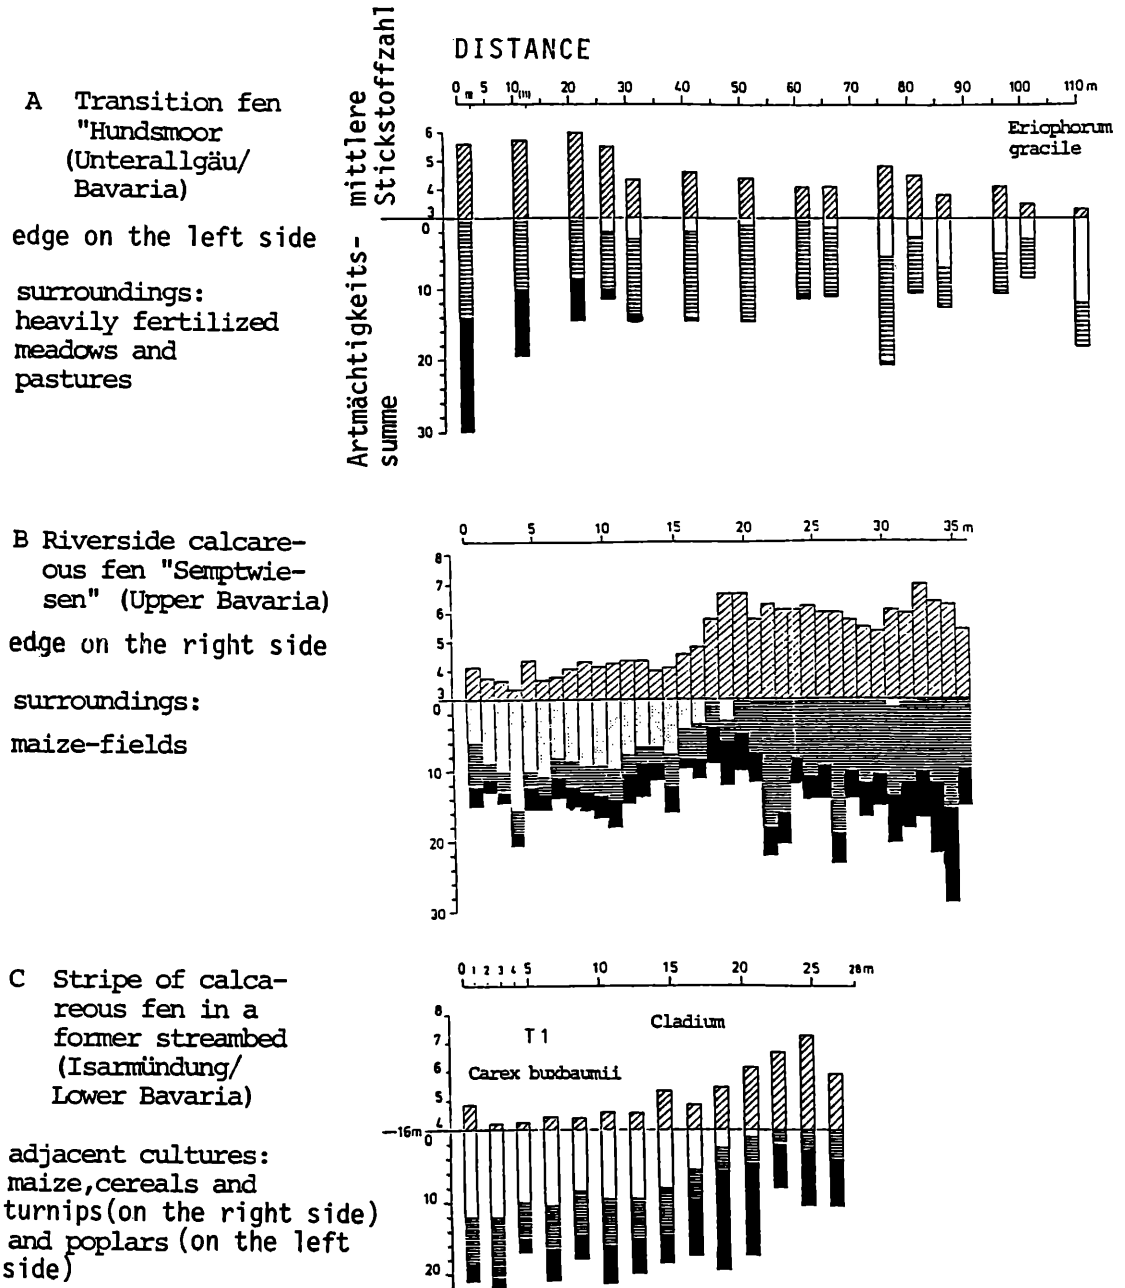 DISTANCE
0 m 5 10(11) 20 30 40 50 60 70 80 90 100 110 m
A Transition fen
"Hundsmoor
(Unterallgäu/
Bavaria)
edge on the left side
surroundings:
heavily fertilized
meadows and
pastures
mittlere
Stickstoffzahl
Artmächtigkeits-
summe
6
5
4
3
0
10
20
30
Eriophorum
gracile
B Riverside calcare-
ous fen "Semptwie-
sen" (Upper Bavaria)
edge on the right side
surroundings:
maize-fields
0 5 10 15 20 25 30 35 m
8
7
6
5
4
3
0
10
20
30
C Stripe of calca-
reous fen in a
former streambed
(Isarmündung/
Lower Bavaria)
adjacent cultures:
maize,cereals and
turnips(on the right side)
and poplars (on the left
side)
0 1 2 3 4 5 10 15 20 25 28m
T1
Cladium
Carex buxbaumii
8
7
6
5
4
-16m
0
10
20